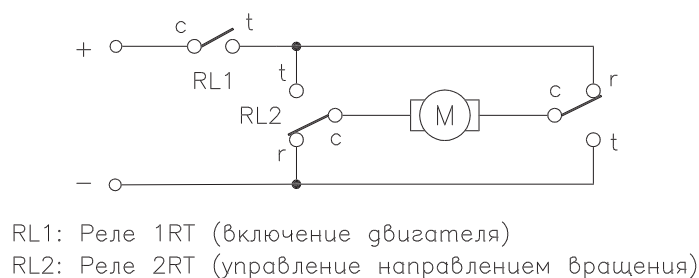 c t
+
RL1
t
r
c
RL2
M
c
r
t
−
RL1: Реле 1RT (включение двигателя)
RL2: Реле 2RT (управление направлением вращения)